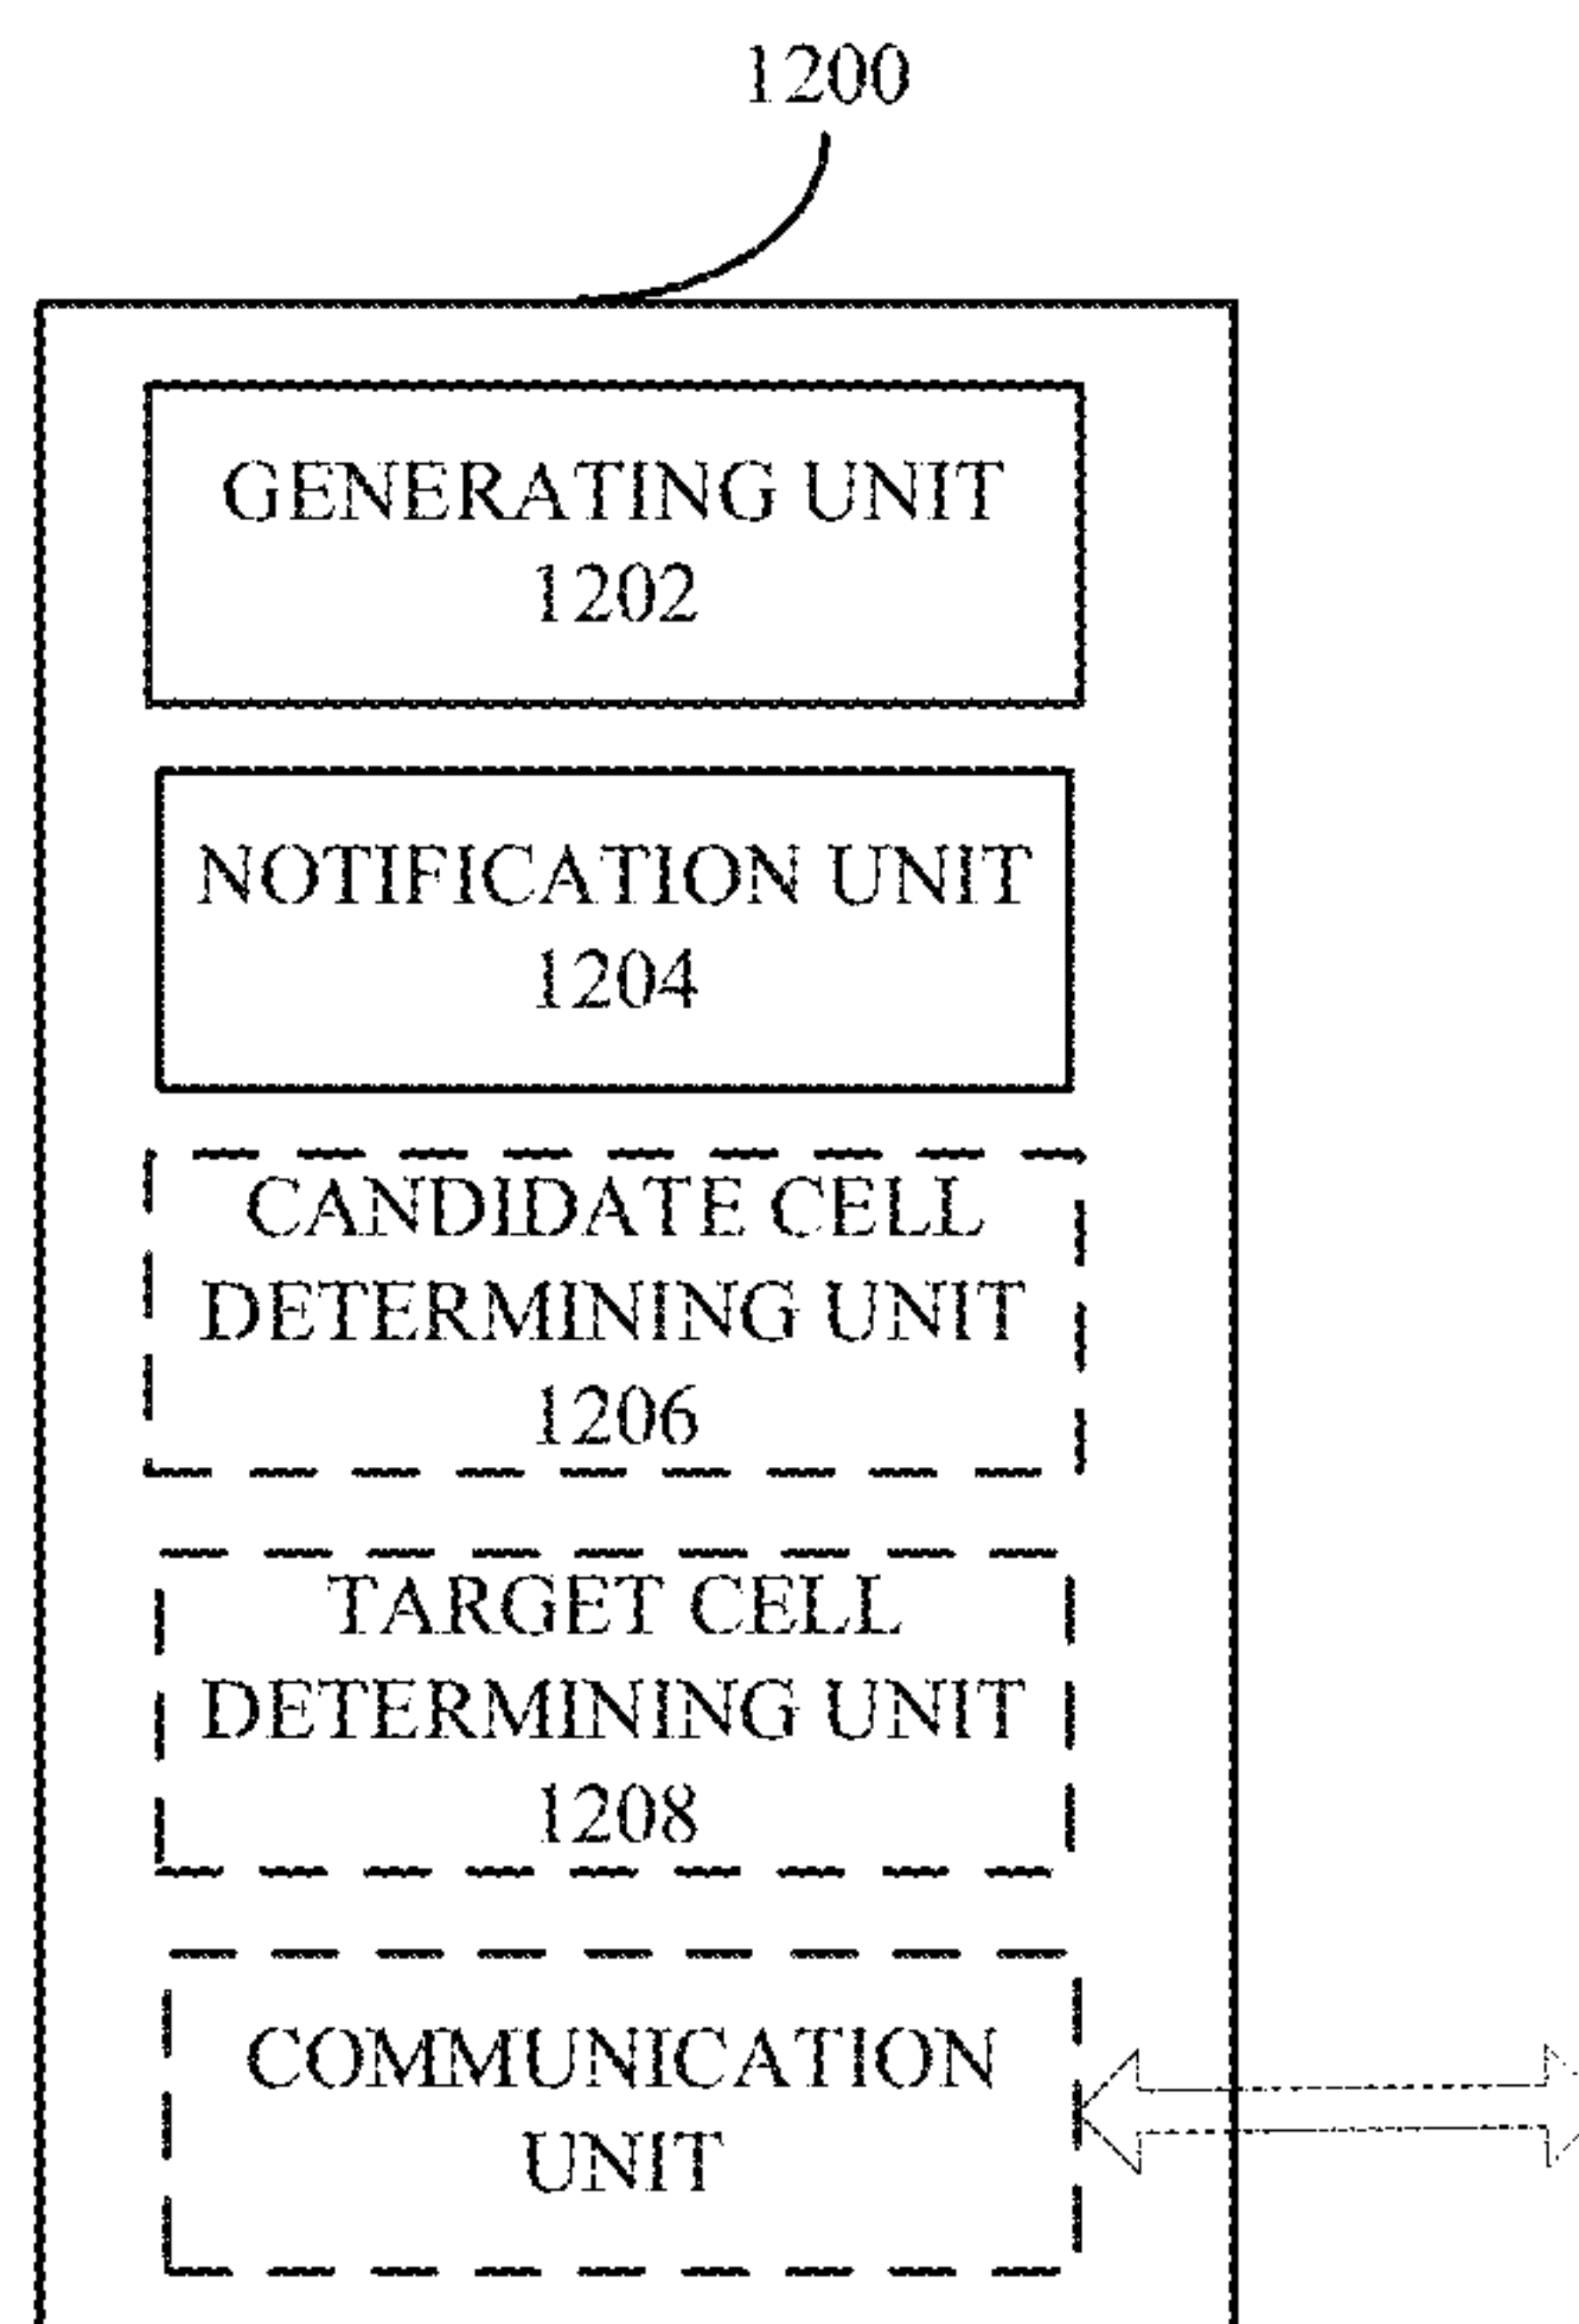 1200
GENERATING UNIT
1202
NOTIFICATION UNIT
1204
CANDIDATE CELL
DETERMINING UNIT
1206
TARGET CELL
DETERMINING UNIT
1208
COMMUNICATION
UNIT